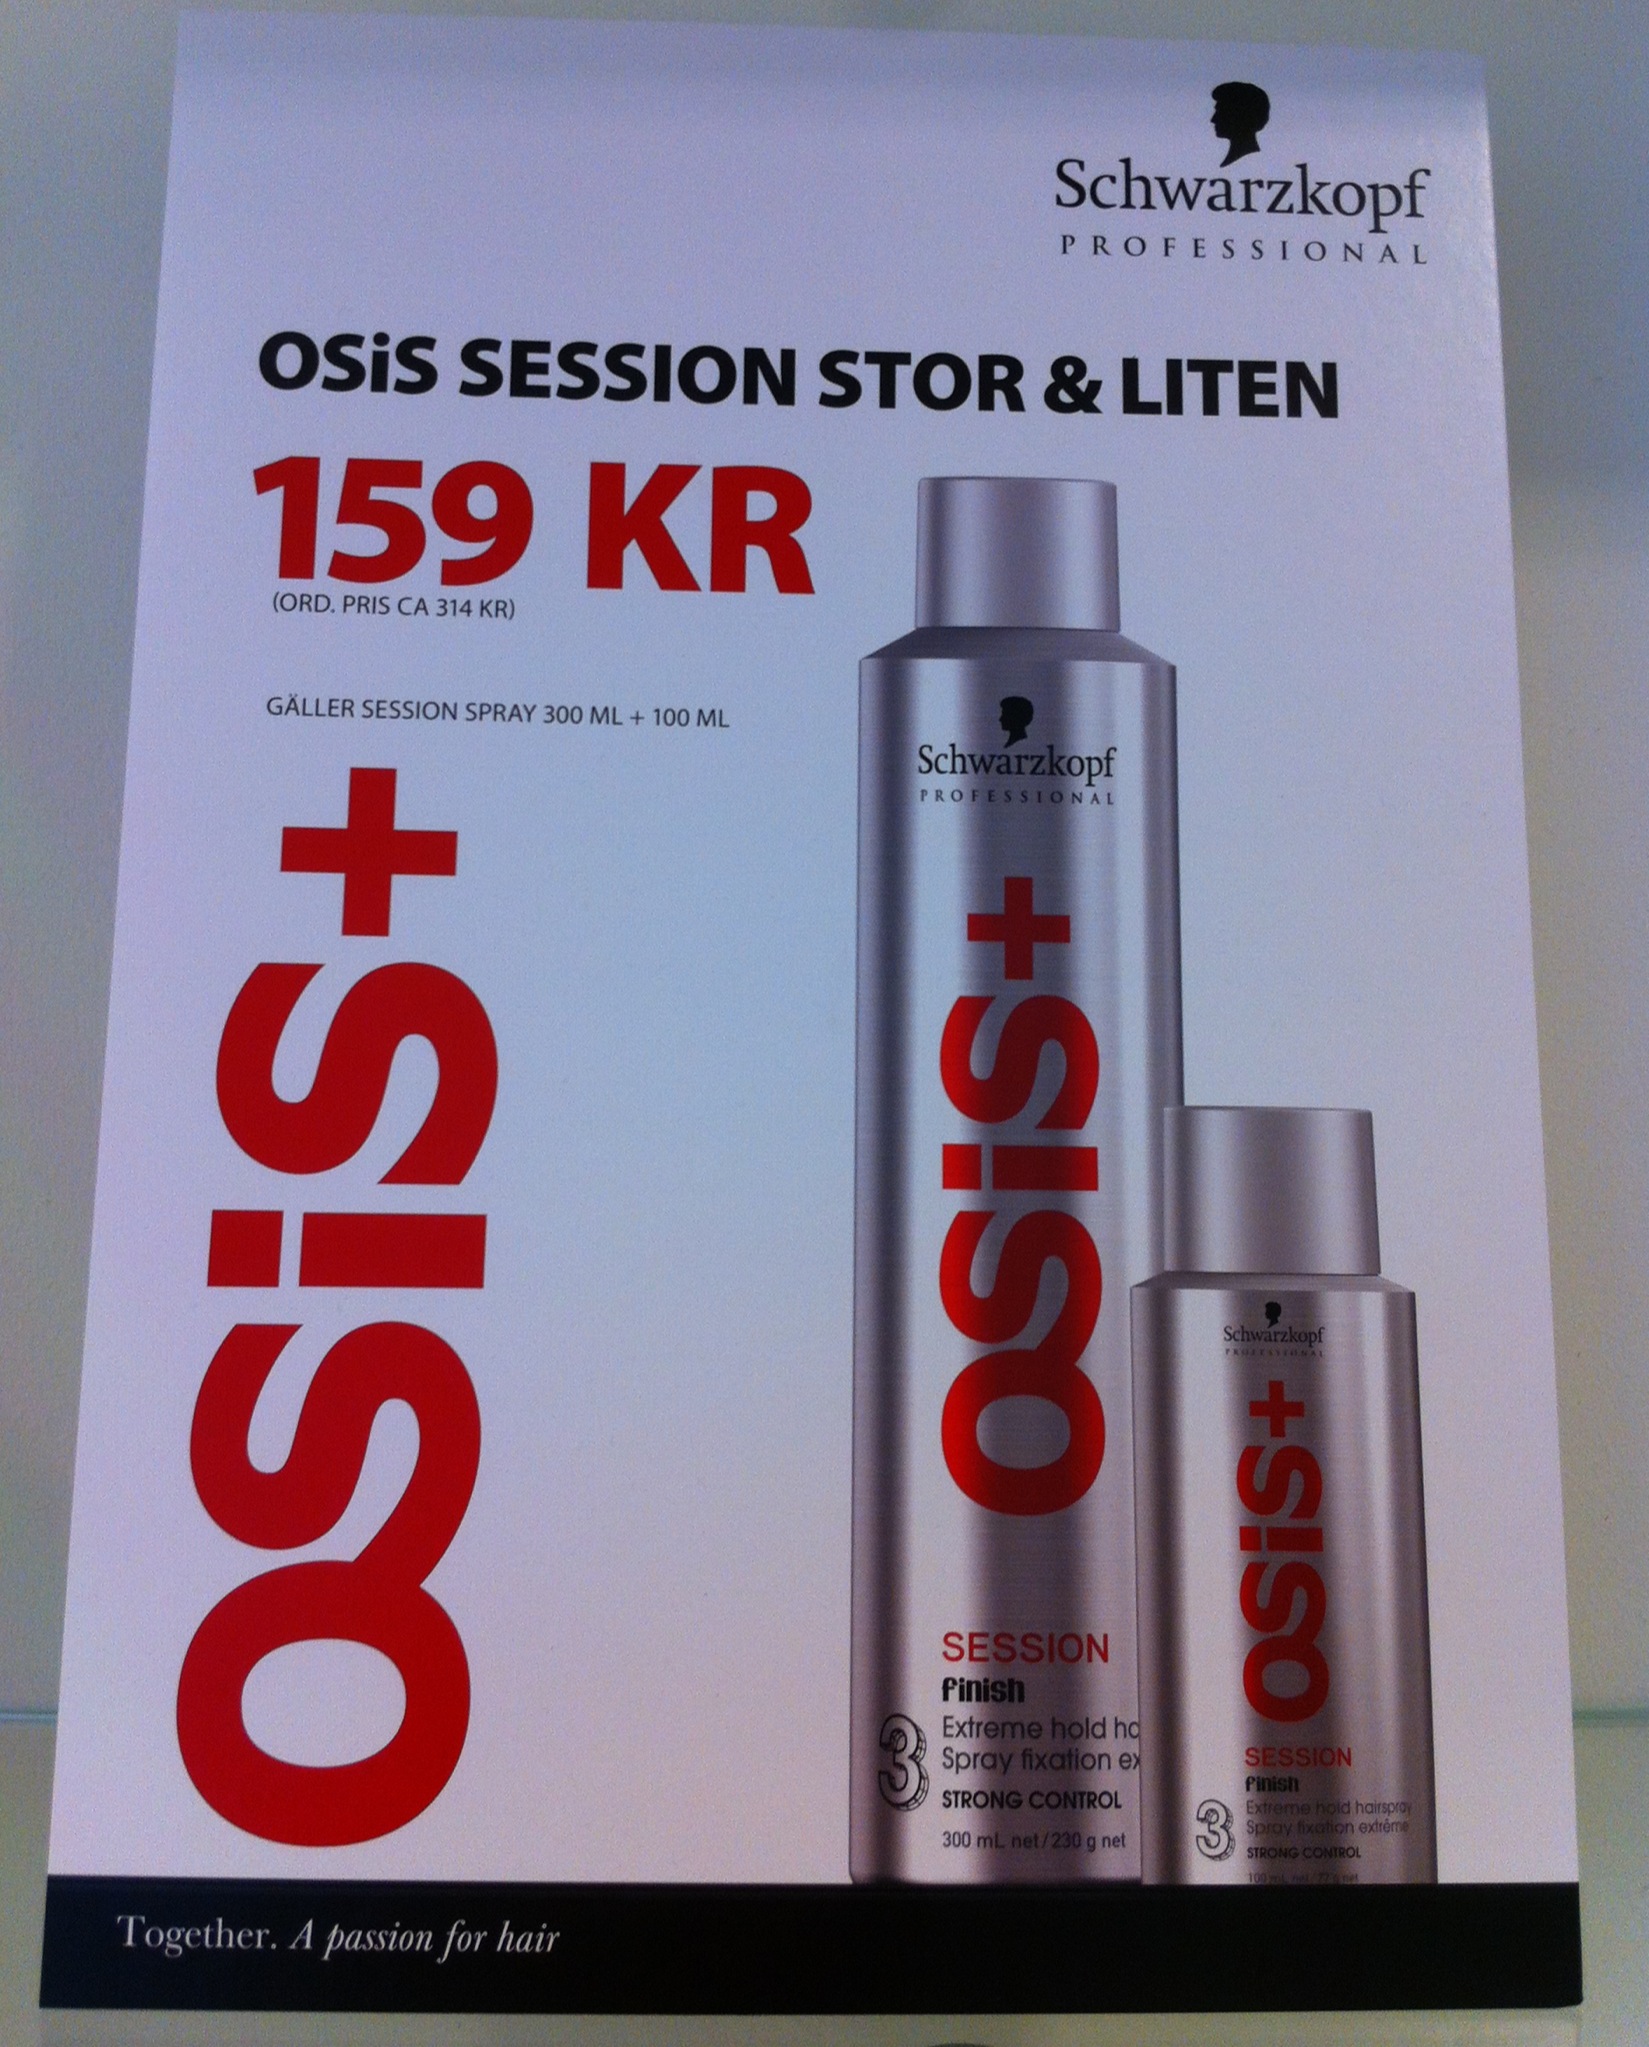 Schwarzkopf
PROFESSIONAL
OSiS SESSION STOR & LITEN
159 KR
(ORD. PRIS CA 314 KR)
GÄLLER SESSION SPRAY 300 ML + 100 ML
OSiS+
Schwarzkopf
PROFESSIONAL
OSiS+
SESSION
finish
3
Extreme hold
Spray fixation
STRONG CONTROL
300 mL net/230 g net
Schwarzkopf
PROFESSIONAL
OSiS+
SESSION
finish
3
Extreme hold hairspray
Spray fixation extrême
STRONG CONTROL
Together. A passion for hair